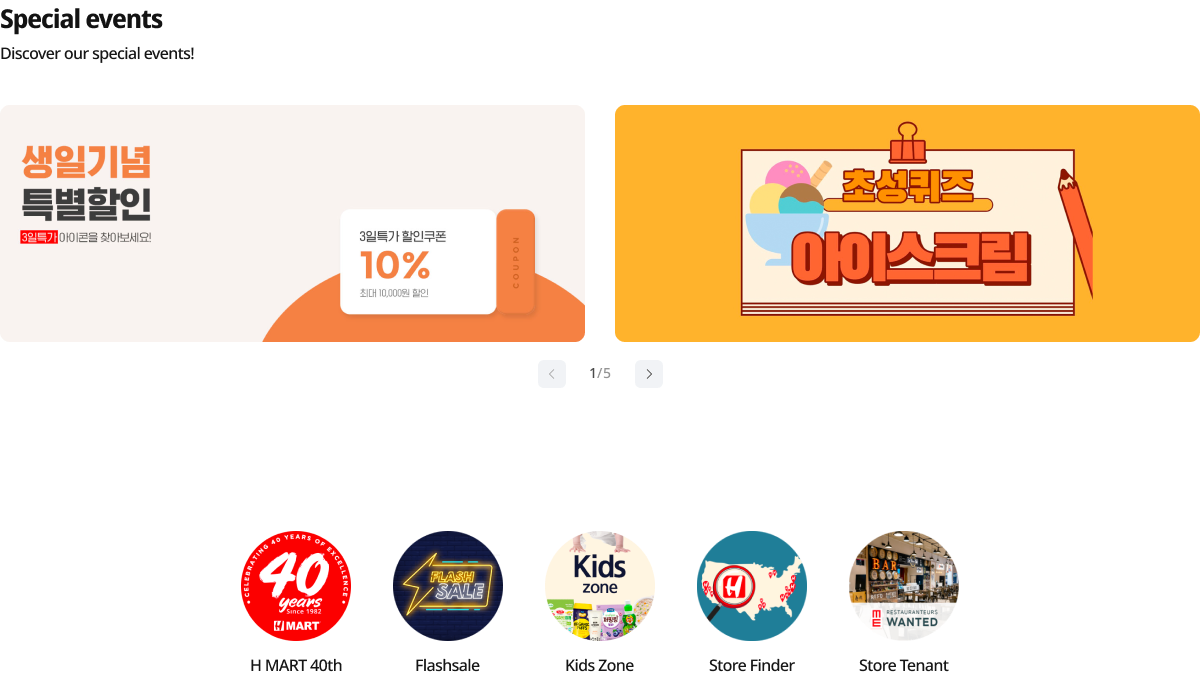 Special events
Discover our special events!
생일기념
특별할인
3일특가 아이콘을 찾아보세요!
3일특가 할인쿠폰
10%
최대 10,000원 할인
COUPON
초성퀴즈
아이스크림
1/5
CELEBRATING 40 YEARS OF EXCELLENCE
40
years
Since 1982
H MART
FLASH
SALE
Kids
zone
H
BAR
RESTAURANTEURS
WANTED
H MART 40th
Flashsale
Kids Zone
Store Finder
Store Tenant